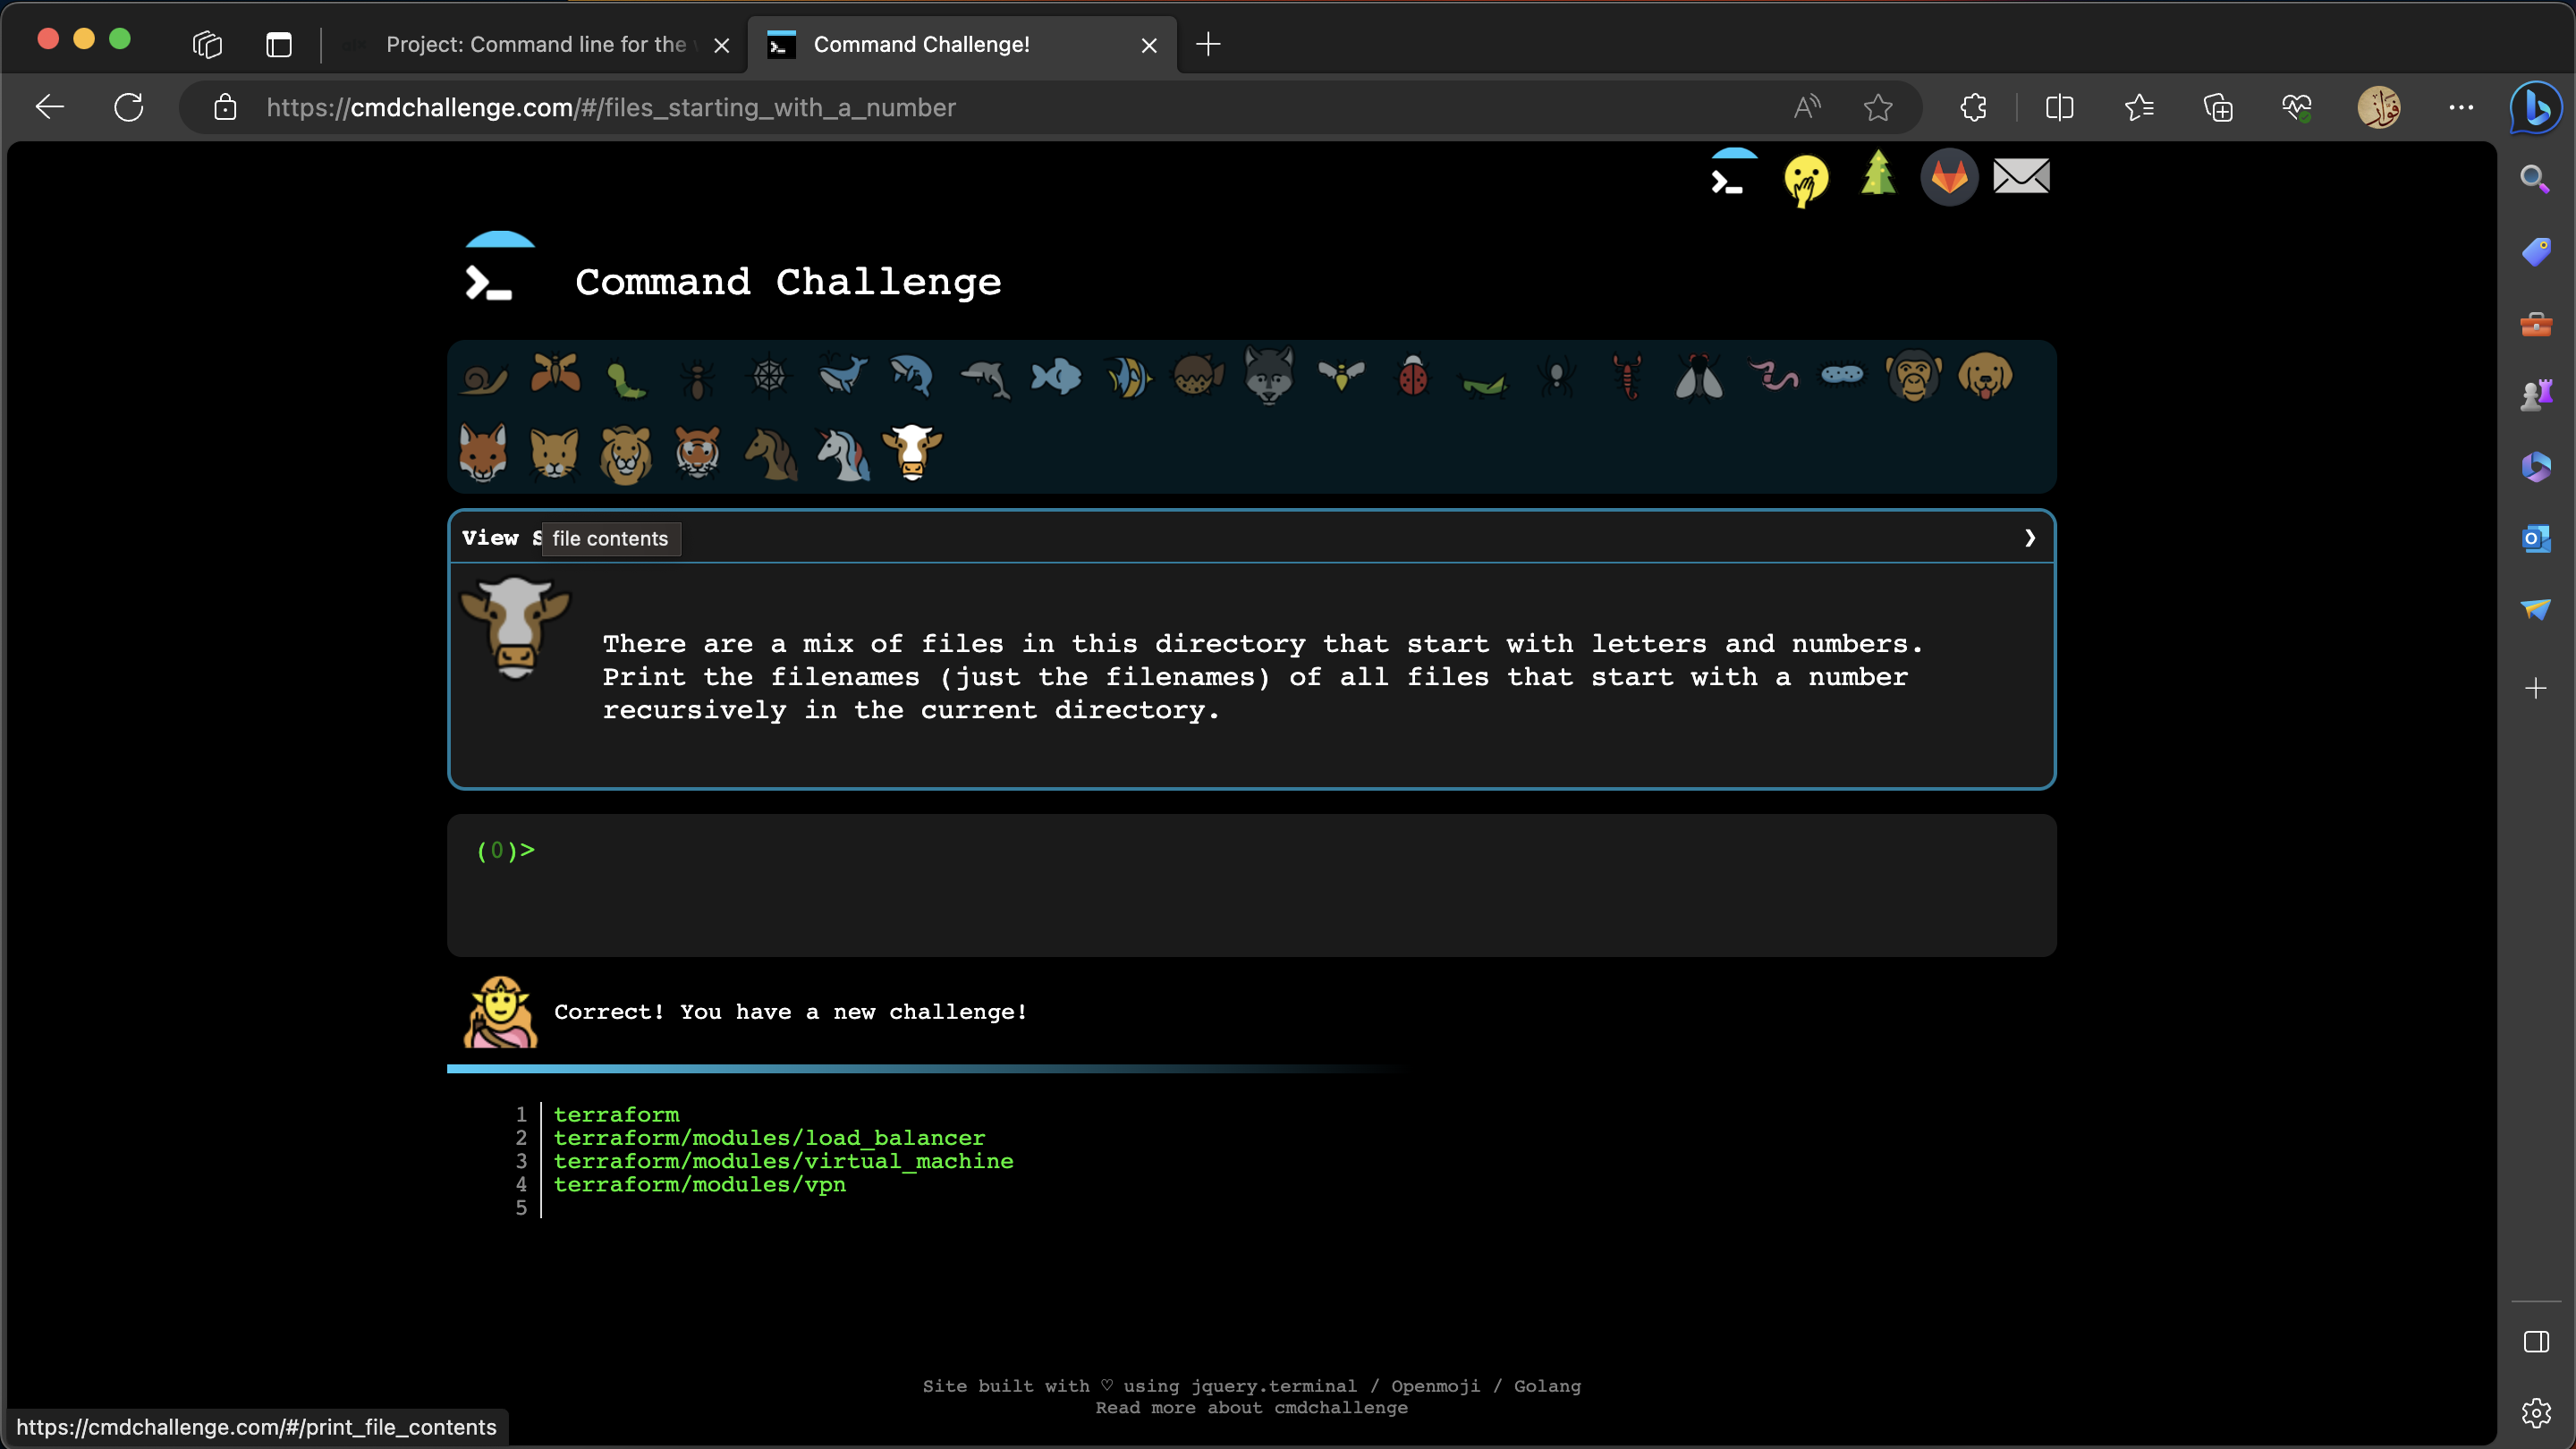 Project: Command line for the
Command Challenge!
https://cmdchallenge.com/#/files_starting_with_a_number
Command Challenge
View
file contents
There are a mix of files in this directory that start with letters and numbers.
Print the filenames (just the filenames) of all files that start with a number
recursively in the current directory.
(0)>
Correct! You have a new challenge!
1 terraform
2 terraform/modules/load_balancer
3 terraform/modules/virtual_machine
4 terraform/modules/vpn
5
Site built with ♡ using jquery.terminal / Openmoji / Golang
Read more about cmdchallenge
https://cmdchallenge.com/#/print_file_contents